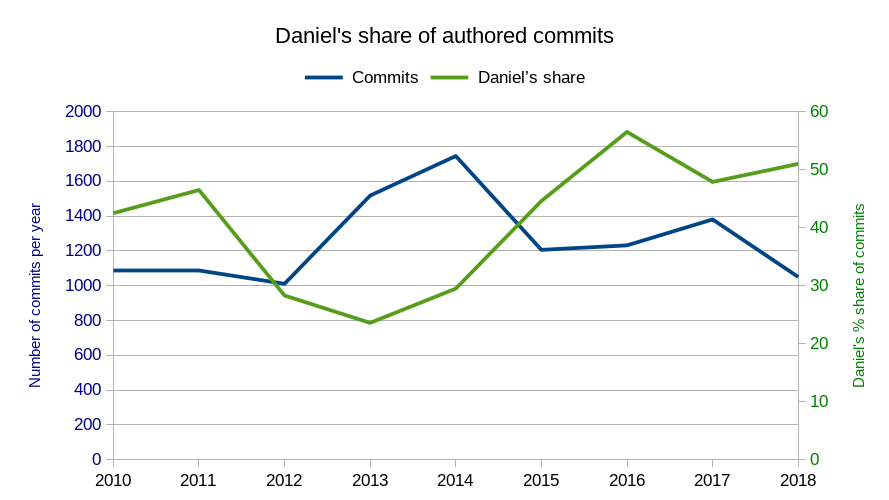 Daniel's share of authored commits
Commits Daniel’s share
2000 60
1800
1600 50
1400 40
1200
1000 30
800
600 20
400 10
200
0 0
Number of commits per year
Daniel's % share of commits
2010 2011 2012 2013 2014 2015 2016 2017 2018